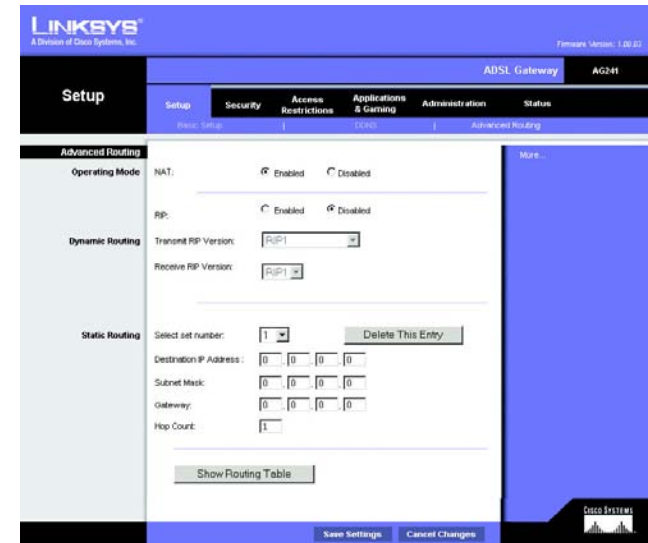 LINKSYS®
A Division of Cisco Systems, Inc.
Firmware Version: 1.00.03
ADSL Gateway AG241
Setup
Setup Security Access Restrictions Applications & Gaming Administration Status
Basic Setup | DDNS | Advanced Routing
Advanced Routing
More...
Operating Mode NAT: Enabled Disabled
RIP: Enabled Disabled
Dynamic Routing Transmit RIP Version: RIP1
Receive RIP Version: RIP1
Static Routing Select set number: 1 Delete This Entry
Destination IP Address : 0 . 0 . 0 . 0
Subnet Mask: 0 . 0 . 0 . 0
Gateway: 0 . 0 . 0 . 0
Hop Count: 1
Show Routing Table
Save Settings Cancel Changes
CISCO SYSTEMS